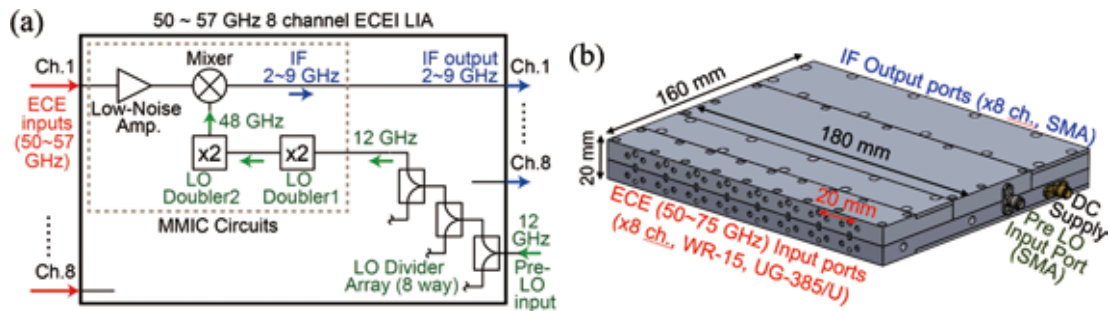 (a)
50 ~ 57 GHz 8 channel ECEI LIA
Ch.1
ECE
inputs
(50~57
GHz)
Ch.8
Low-Noise
Amp.
Mixer
IF
2~9 GHz
48 GHz
x2
x2
LO
Doubler2
LO
Doubler1
MMIC Circuits
12 GHz
IF output
2~9 GHz
Ch.1
Ch.8
LO Divider
Array (8 way)
12
GHz
Pre-
LO
input
(b)
160 mm
IF Output ports (x8 ch., SMA)
180 mm
20 mm
20 mm
ECE (50~75 GHz) Input ports
(x8 ch., WR-15, UG-385/U)
DC
Supply
Pre LO
Input Port
(SMA)